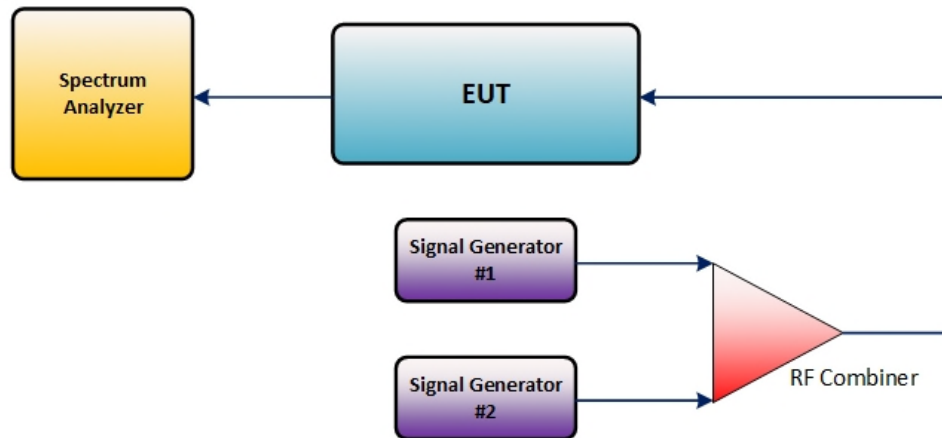 Spectrum
Analyzer
EUT
Signal Generator
#1
Signal Generator
#2
RF Combiner